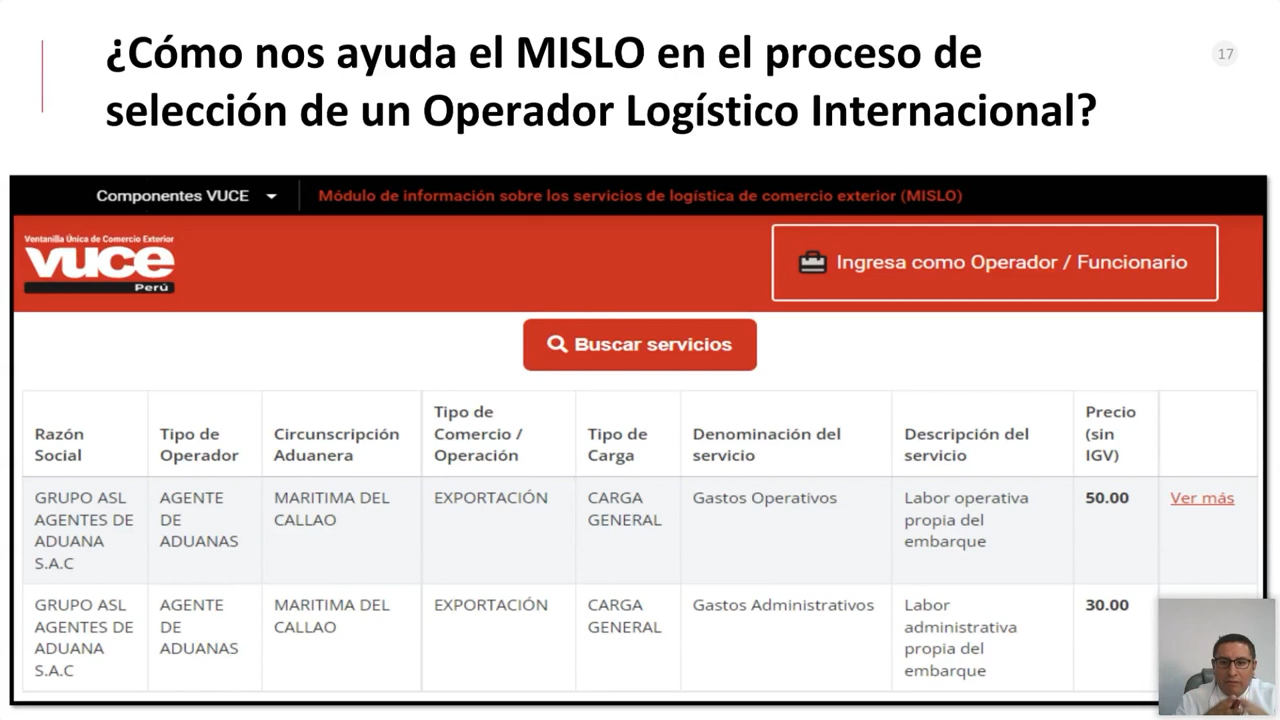 ¿Cómo nos ayuda el MISLO en el proceso de
selección de un Operador Logístico Internacional?
17
Componentes VUCE
Módulo de información sobre los servicios de logística de comercio exterior (MISLO)
Ventanilla Única de Comercio Exterior
vuce
Perú
Ingresa como Operador / Funcionario
Buscar servicios
Razón
Social
Tipo de
Operador
Circunscripción
Aduanera
Tipo de
Comercio /
Operación
Tipo de
Carga
Denominación del
servicio
Descripción del
servicio
Precio
(sin
IGV)
GRUPO ASL
AGENTES DE
ADUANA
S.A.C
AGENTE
DE
ADUANAS
MARITIMA DEL
CALLAO
EXPORTACIÓN
CARGA
GENERAL
Gastos Operativos
Labor operativa
propia del
embarque
50.00
Ver más
GRUPO ASL
AGENTES DE
ADUANA
S.A.C
AGENTE
DE
ADUANAS
MARITIMA DEL
CALLAO
EXPORTACIÓN
CARGA
GENERAL
Gastos Administrativos
Labor
administrativa
propia del
embarque
30.00